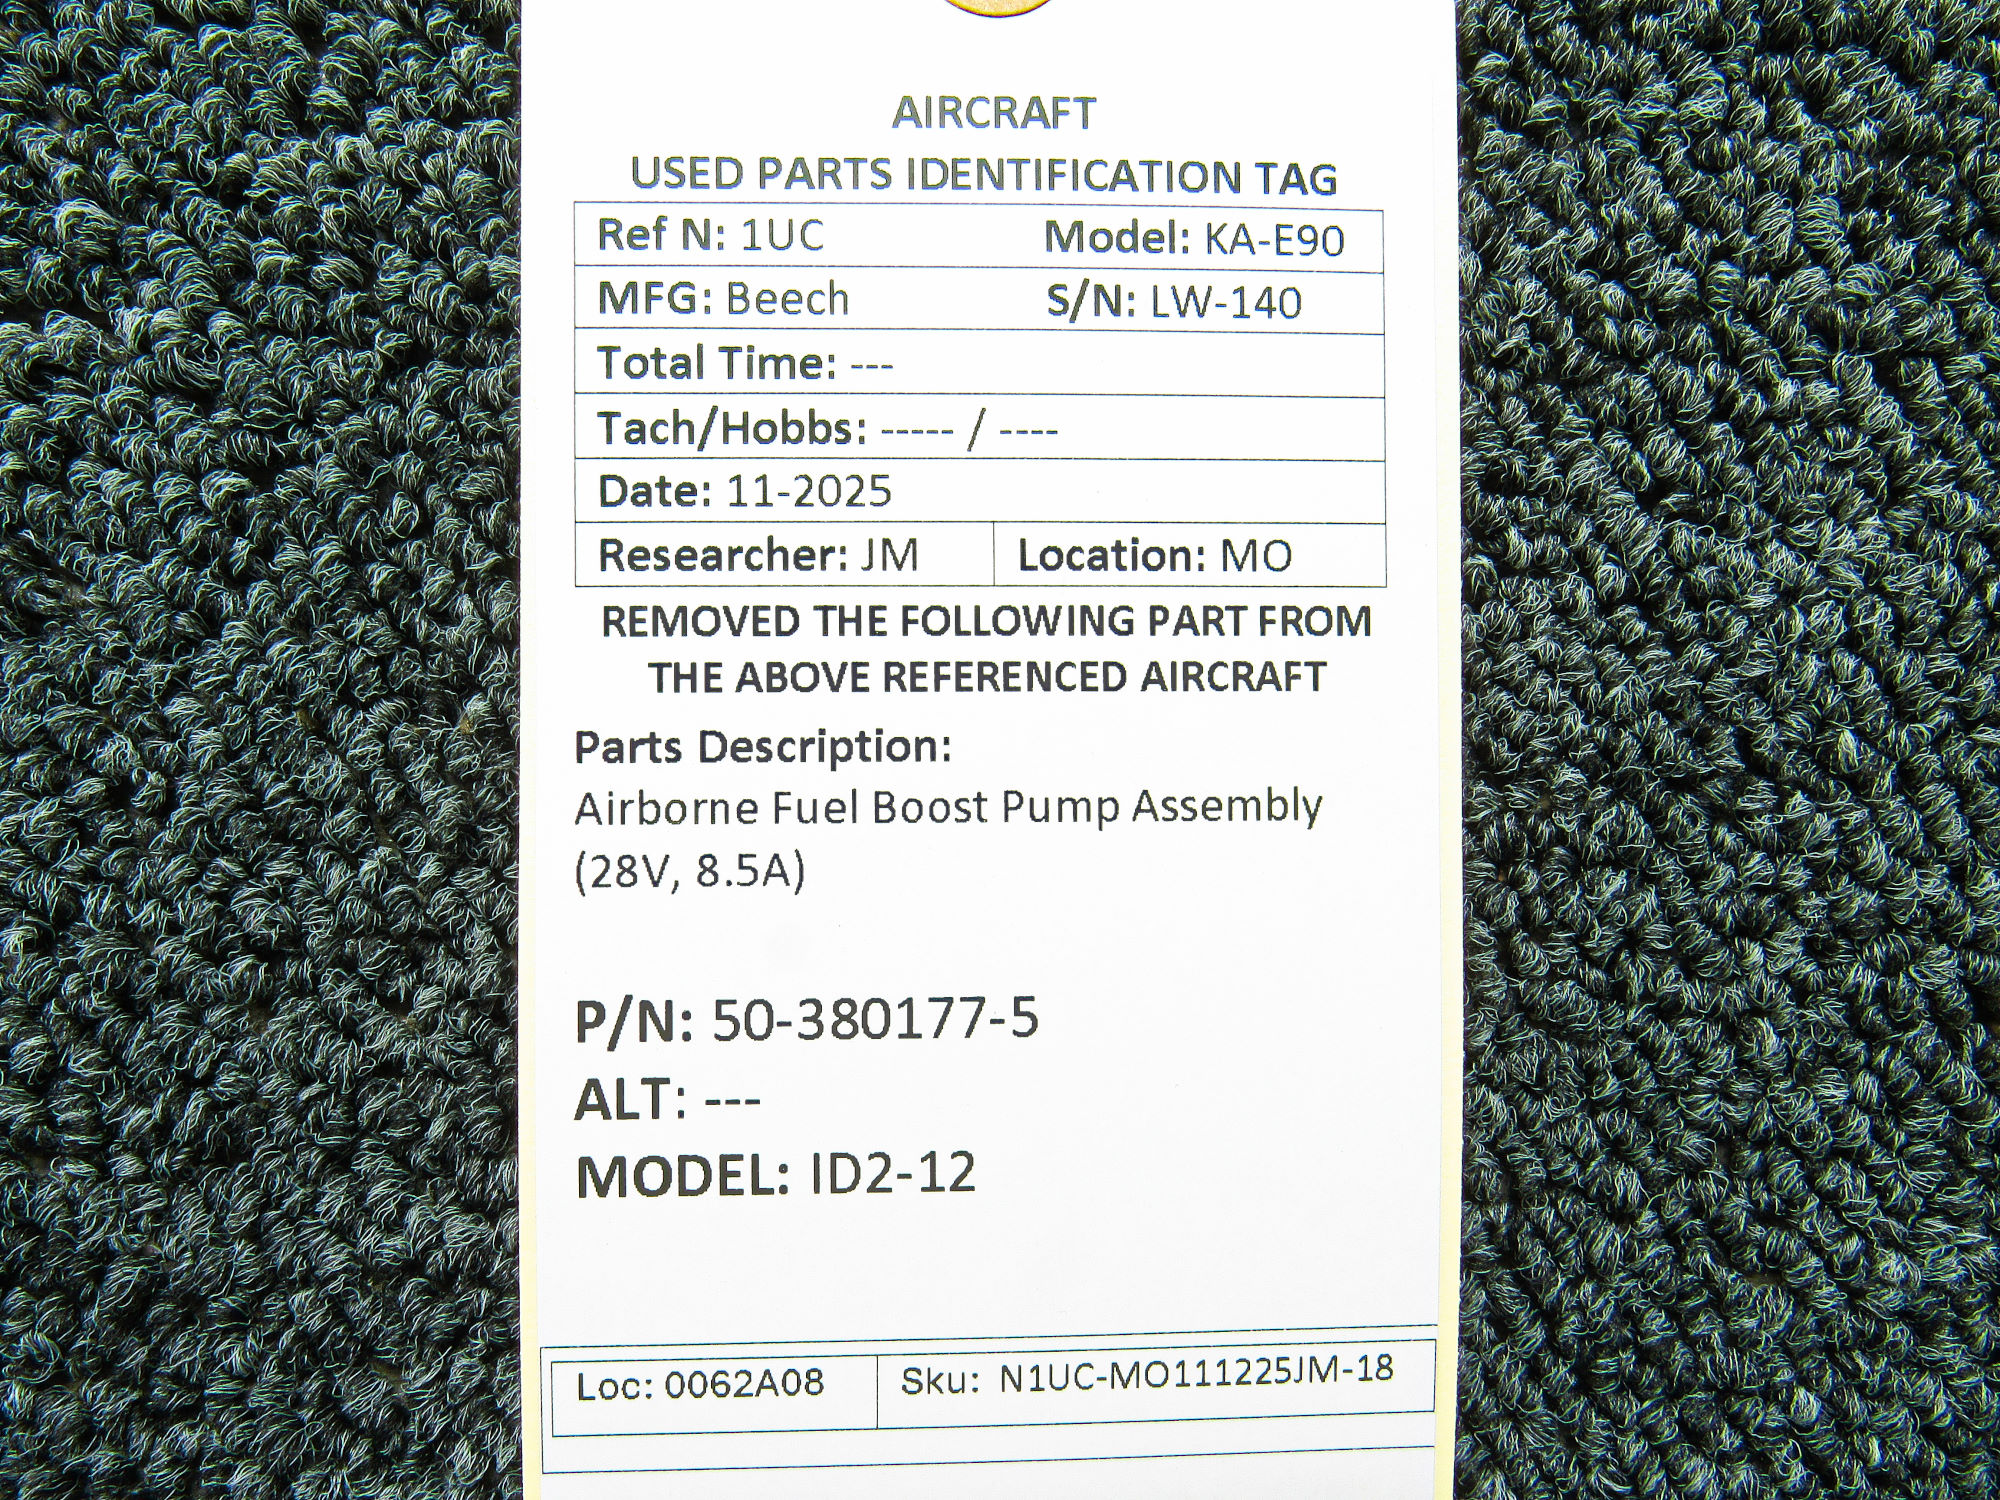 AIRCRAFT
USED PARTS IDENTIFICATION TAG
Ref N: 1UC Model: KA-E90
MFG: Beech S/N: LW-140
Total Time: ---
Tach/Hobbs: ----- / ----
Date: 11-2025
Researcher: JM Location: MO
REMOVED THE FOLLOWING PART FROM
THE ABOVE REFERENCED AIRCRAFT
Parts Description:
Airborne Fuel Boost Pump Assembly
(28V, 8.5A)
P/N: 50-380177-5
ALT: ---
MODEL: ID2-12
Loc: 0062A08 Sku: N1UC-MO111225JM-18